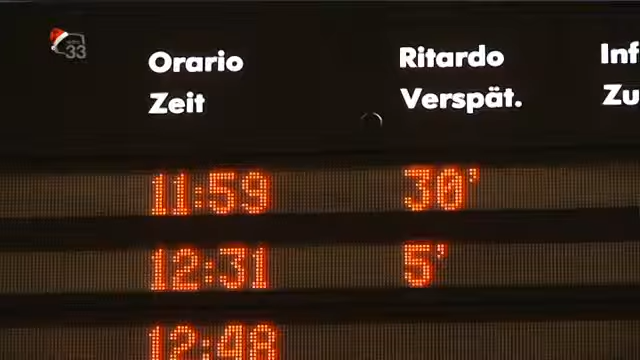 33
Orario Ritardo Inf
Zeit Verspät. Zu
11:59 30'
12:31 5'
12:48